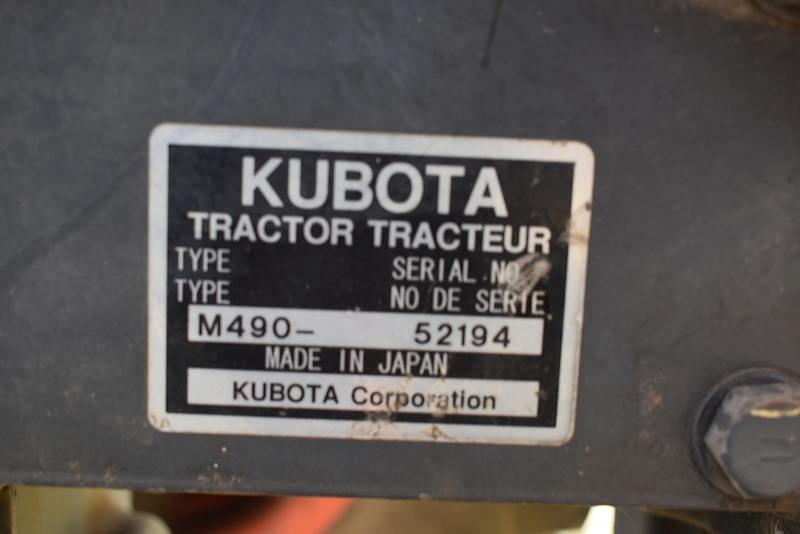 KUBOTA
TRACTOR TRACTEUR
TYPE SERIAL NO.
TYPE NO DE SERIE
M490- 52194
MADE IN JAPAN
KUBOTA Corporation